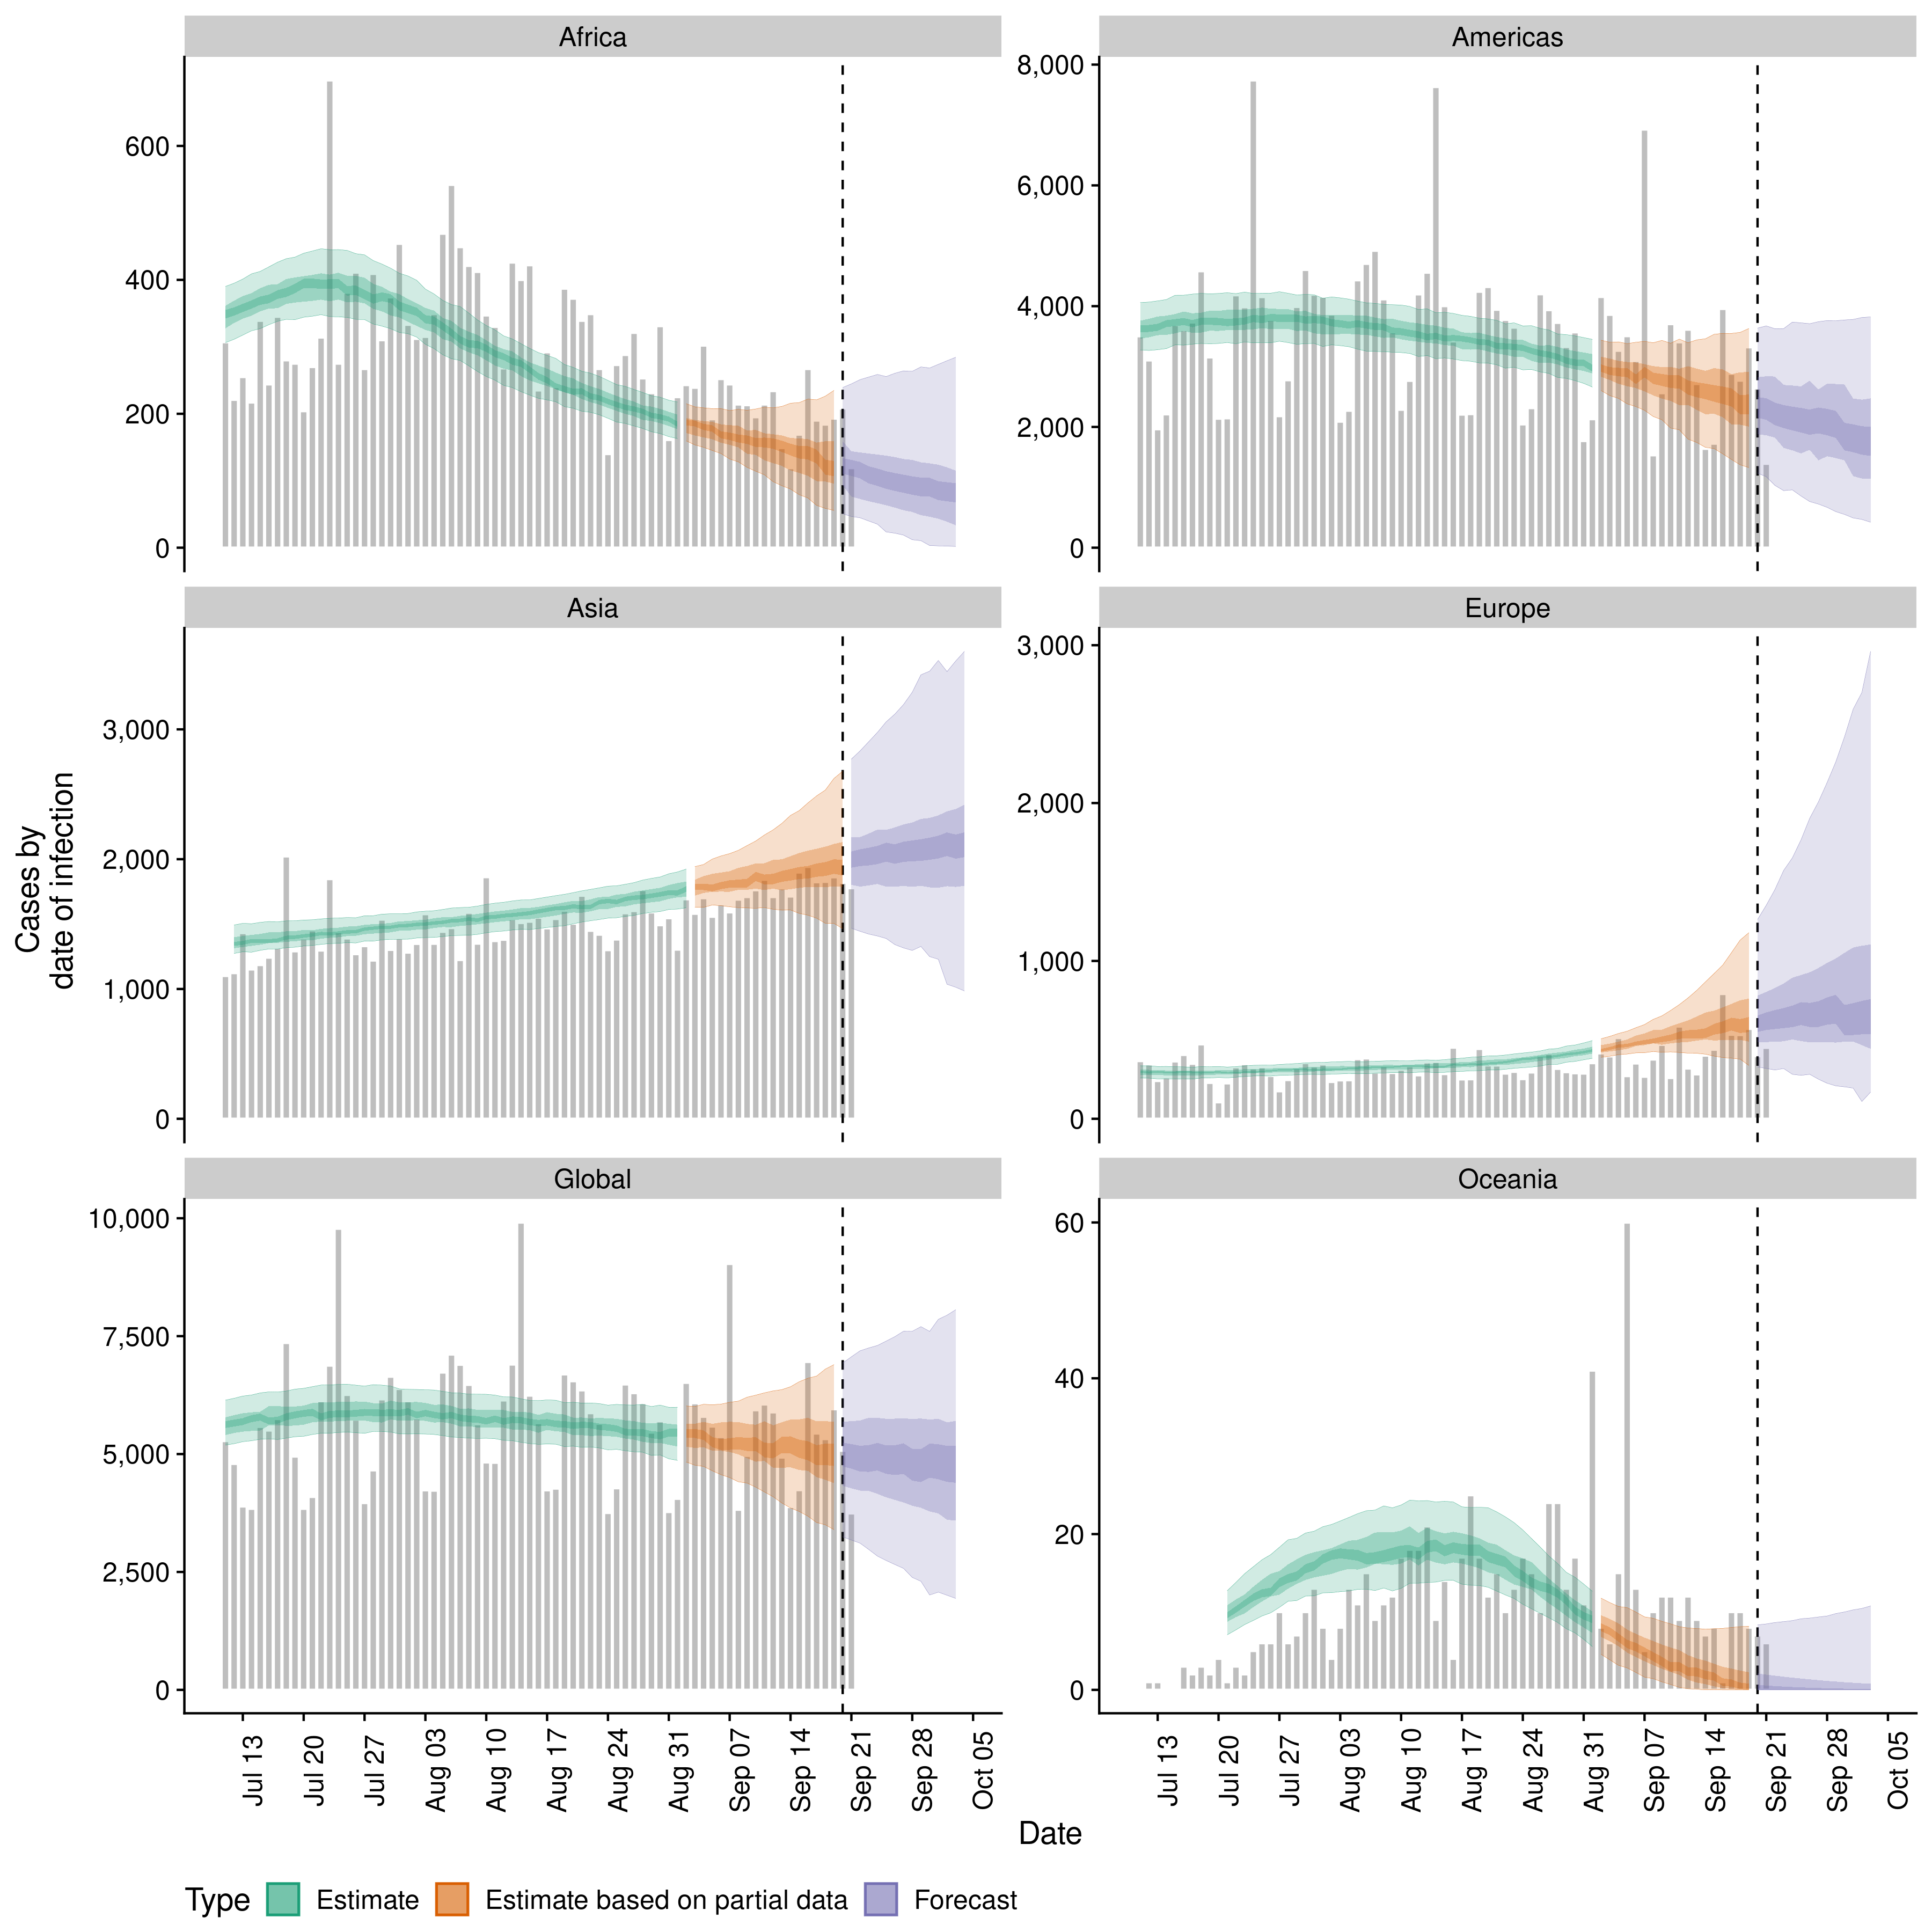 Africa
Americas
600
400
200
0
8,000
6,000
4,000
2,000
0
Asia
Europe
Cases by
date of infection
3,000
2,000
1,000
0
3,000
2,000
1,000
0
Global
Oceania
10,000
7,500
5,000
2,500
0
60
40
20
0
Jul 13
Jul 20
Jul 27
Aug 03
Aug 10
Aug 17
Aug 24
Aug 31
Sep 07
Sep 14
Sep 21
Sep 28
Oct 05
Jul 13
Jul 20
Jul 27
Aug 03
Aug 10
Aug 17
Aug 24
Aug 31
Sep 07
Sep 14
Sep 21
Sep 28
Oct 05
Date
Type Estimate Estimate based on partial data Forecast